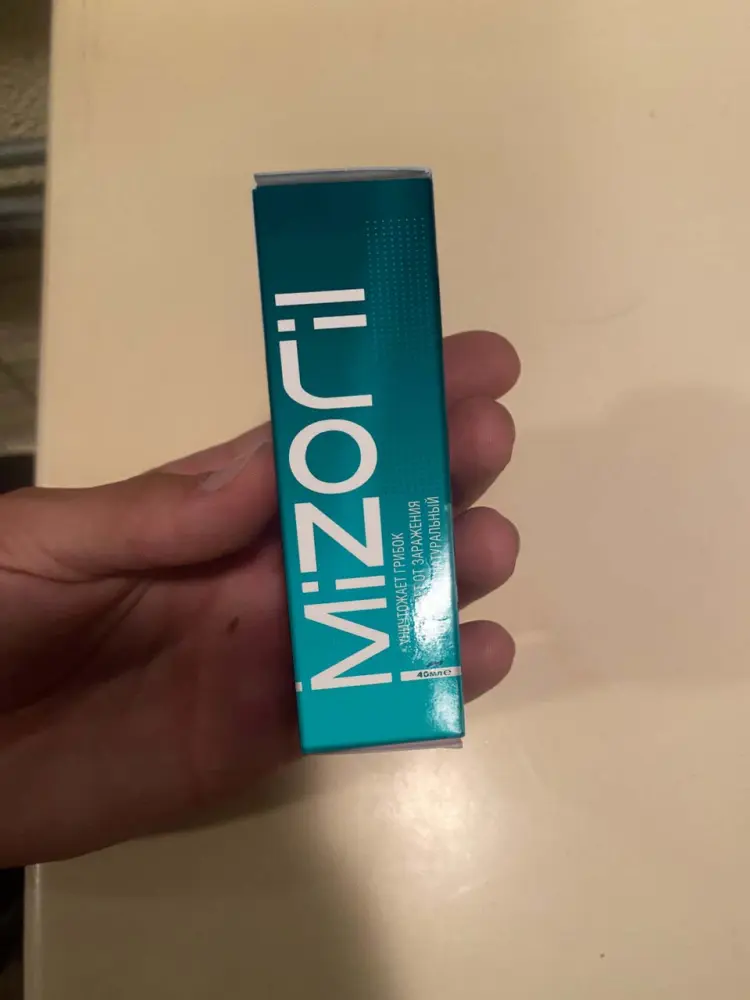 Mizoril
• УНИЧТОЖАЕТ ГРИБОК
ОТ ЗАРАЖЕНИЯ
НАТУРАЛЬНЫЙ
40МЛ℮